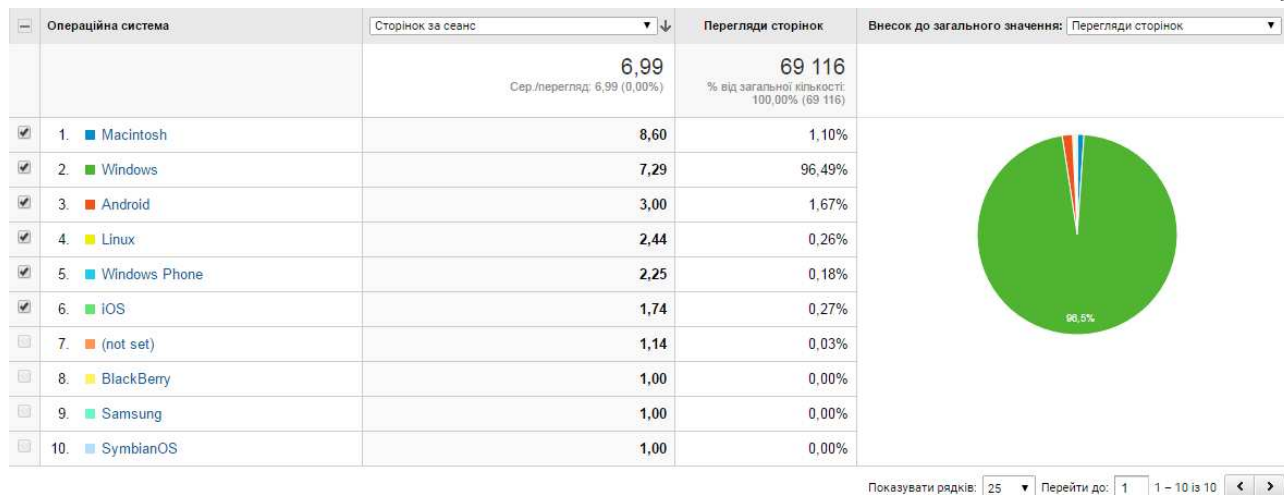 Операційна система Сторінок за сеанс Перегляди сторінок Внесок до загального значення: Перегляди сторінок
6,99 69 116
Сер./перегляд: 6,99 (0,00%) % від загальної кількості:
100,00% (69 116)
1. Macintosh 8,60 1,10%
2. Windows 7,29 96,49%
3. Android 3,00 1,67%
4. Linux 2,44 0,26%
5. Windows Phone 2,25 0,18%
6. iOS 1,74 0,27%
7. (not set) 1,14 0,03%
8. BlackBerry 1,00 0,00%
9. Samsung 1,00 0,00%
10. SymbianOS 1,00 0,00%
96,5%
Показувати рядків: 25 Перейти до: 1 1 – 10 із 10